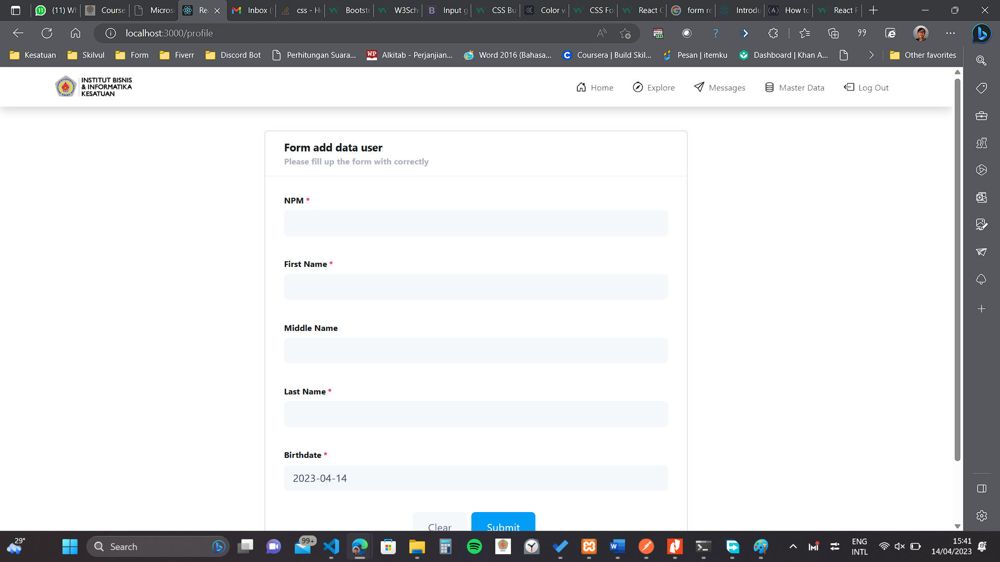 (11) Wh
Course
Micros
Re
Inbox (
css - Ho
Bootstr
W3Scho
Input g
CSS Bu
Color w
CSS Fo
React C
form re
Introdu
How to
React F
localhost:3000/profile
Kesatuan
Skilvul
Form
Fiverr
Discord Bot
Perhitungan Suara...
Alkitab - Perjanjian...
Word 2016 (Bahasa...
Coursera | Build Skil...
Pesan | itemku
Dashboard | Khan A...
Other favorites
INSTITUT BISNIS
& INFORMATIKA
KESATUAN
Home
Explore
Messages
Master Data
Log Out
Form add data user
Please fill up the form with correctly
NPM *
First Name *
Middle Name
Last Name *
Birthdate *
2023-04-14
Clear
Submit
29°
Search
99+
ENG
INTL
15:41
14/04/2023